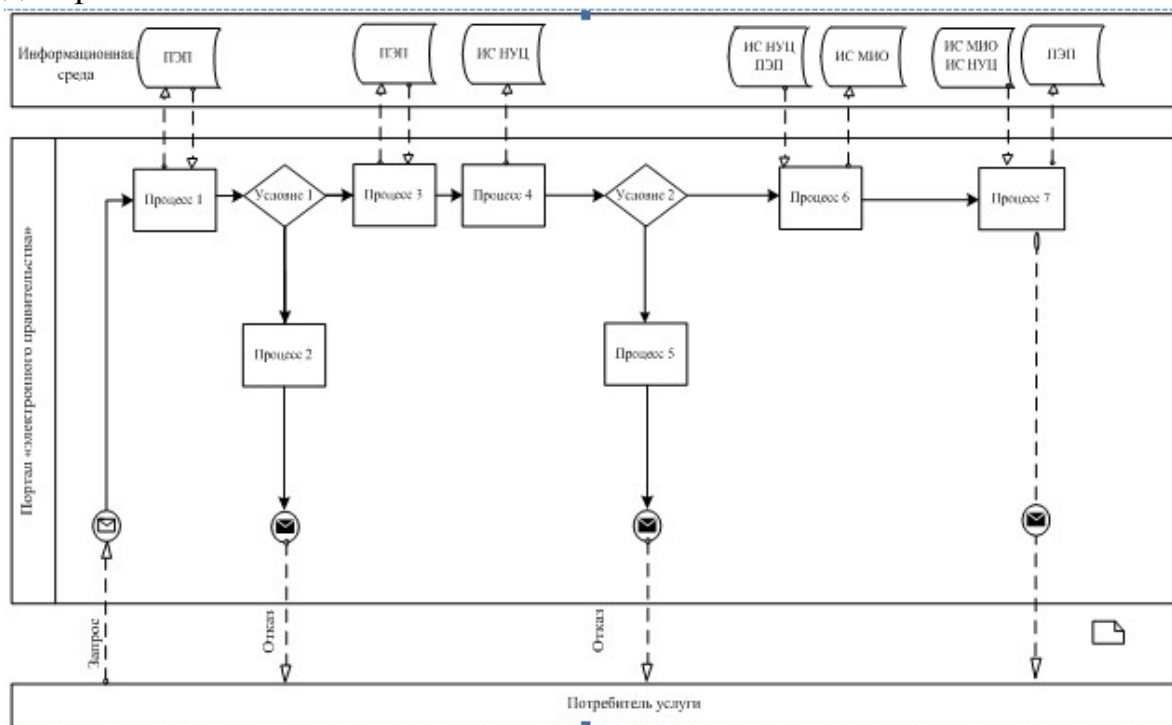 Информационная
среда
ПЭП
ПЭП
ИС НУЦ
ИС НУЦ
ПЭП
ИС МИО
ИС МИО
ИС НУЦ
ПЭП
Портал «электронного правительства»
Процесс 1
Условие 1
Процесс 3
Процесс 4
Условие 2
Процесс 6
Процесс 7
Процесс 2
Процесс 5
Запрос
Отказ
Отказ
Потребитель услуги